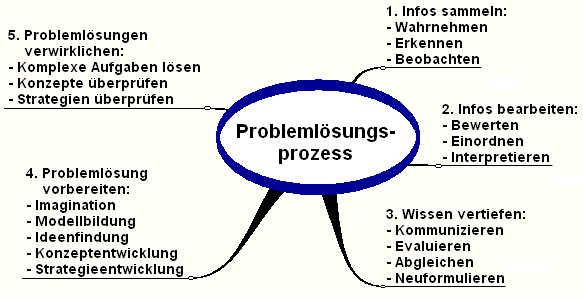 Problemlösungs-
prozess
1. Infos sammeln:
- Wahrnehmen
- Erkennen
- Beobachten
2. Infos bearbeiten:
- Bewerten
- Einordnen
- Interpretieren
3. Wissen vertiefen:
- Kommunizieren
- Evaluieren
- Abgleichen
- Neuformulieren
4. Problemlösung
vorbereiten:
- Imagination
- Modellbildung
- Ideenfindung
- Konzeptentwicklung
- Strategieentwicklung
5. Problemlösungen
verwirklichen:
- Komplexe Aufgaben lösen
- Konzepte überprüfen
- Strategien überprüfen